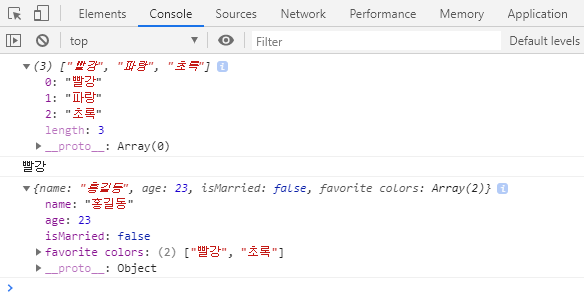 Elements Console Sources Network Performance Memory Application
top Filter Default levels
(3) ["빨강", "파랑", "초록"]
0: "빨강"
1: "파랑"
2: "초록"
length: 3
__proto__: Array(0)
빨강
{name: "홍길동", age: 23, isMarried: false, favorite colors: Array(2)}
name: "홍길동"
age: 23
isMarried: false
favorite colors: (2) ["빨강", "초록"]
__proto__: Object